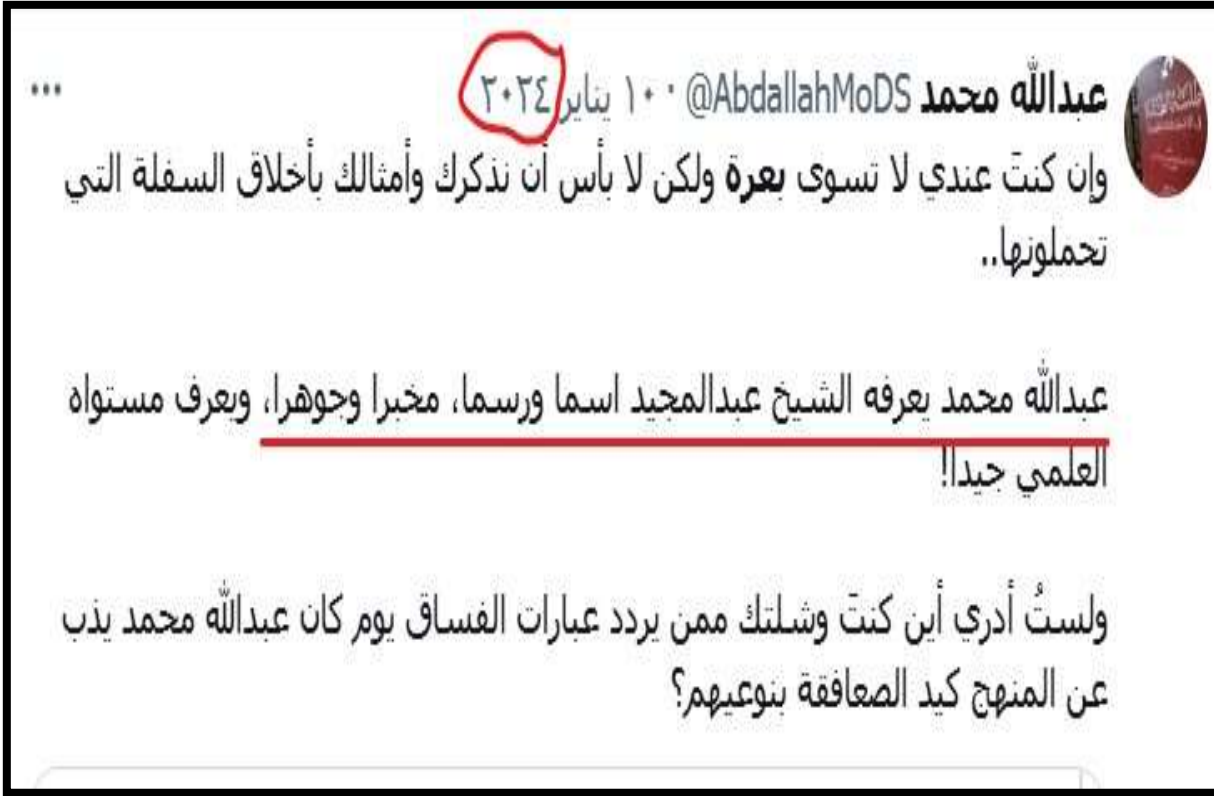 عبدالله محمد @AbdallahMoDS · ١٠ يناير ٢٠٢٤ ...
وإن كنتَ عندي لا تسوى بعرة ولكن لا بأس أن نذكرك وأمثالك بأخلاق السفلة التي
تحملونها..
عبدالله محمد يعرفه الشيخ عبدالمجيد اسما ورسما، مخبرا وجوهرا، ويعرف مستواه
العلمي جيدا!
ولستُ أدري أين كنتَ وشلتك ممن يردد عبارات الفساق يوم كان عبدالله محمد يذب
عن المنهج كيد الصعافقة بنوعيهم؟